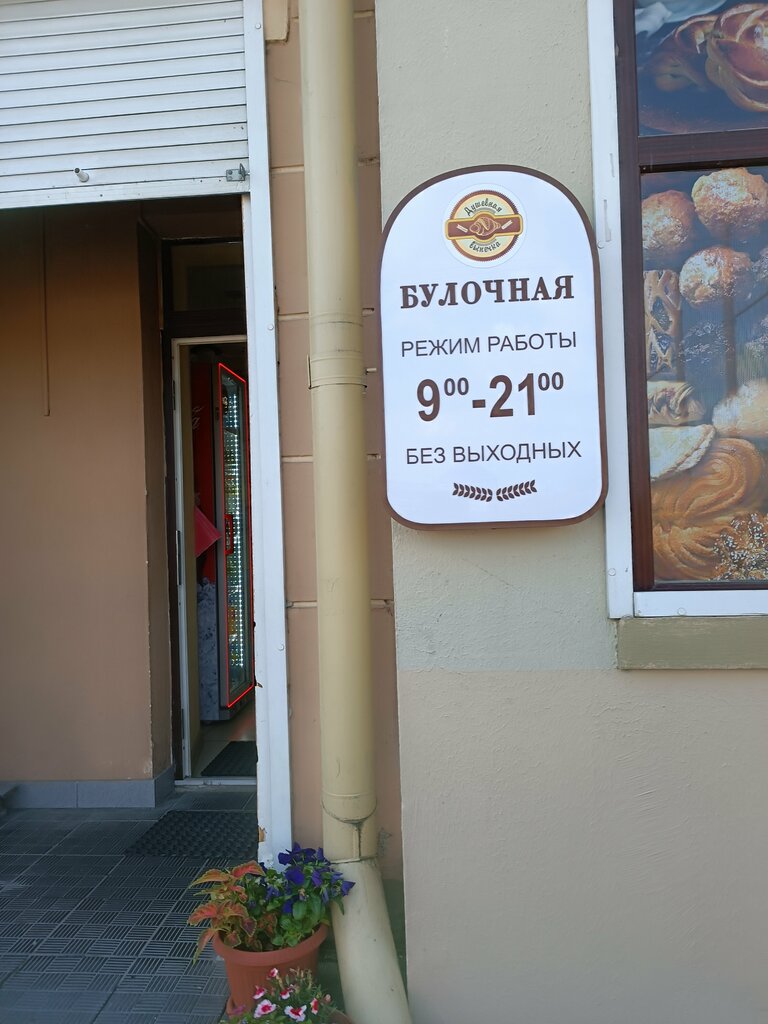 Душевная
выпечка
БУЛОЧНАЯ
РЕЖИМ РАБОТЫ
9⁰⁰-21⁰⁰
БЕЗ ВЫХОДНЫХ